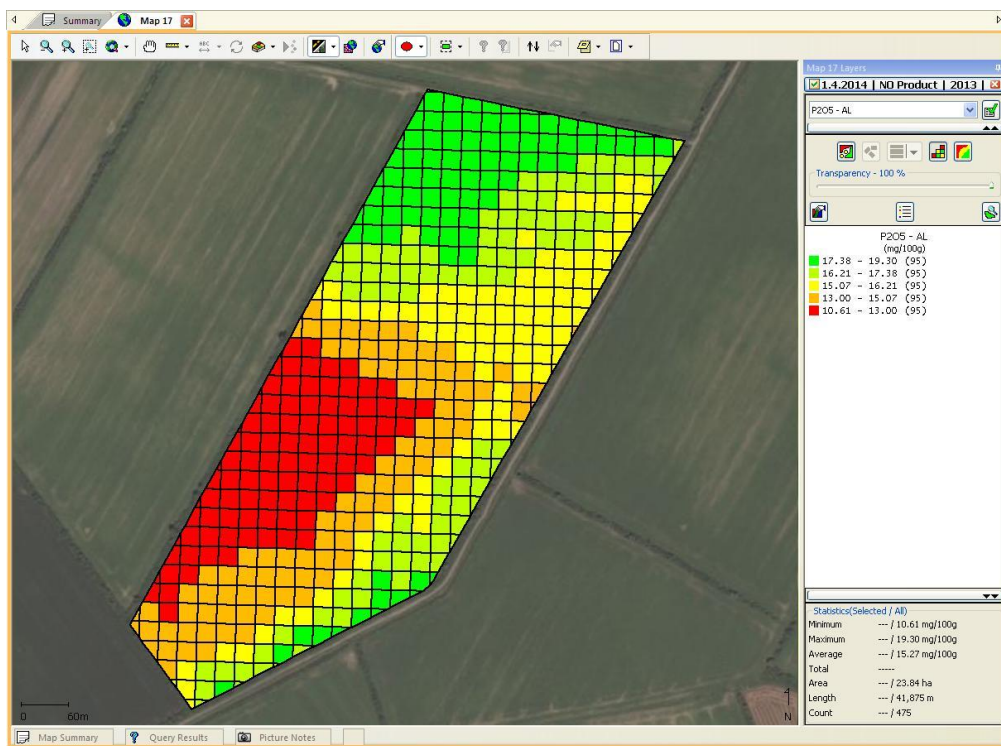 Summary
Map 17
Map 17 Layers
1.4.2014 | NO Product | 2013 |
P2O5 - AL
Transparency - 100 %
P2O5 - AL
(mg/100g)
17.38 - 19.30 (95)
16.21 - 17.38 (95)
15.07 - 16.21 (95)
13.00 - 15.07 (95)
10.61 - 13.00 (95)
Statistics(Selected / All)
Minimum --- / 10.61 mg/100g
Maximum --- / 19.30 mg/100g
Average --- / 15.27 mg/100g
Total -----
Area --- / 23.84 ha
Length --- / 41,875 m
Count --- / 475
0 60m
N
Map Summary
Query Results
Picture Notes